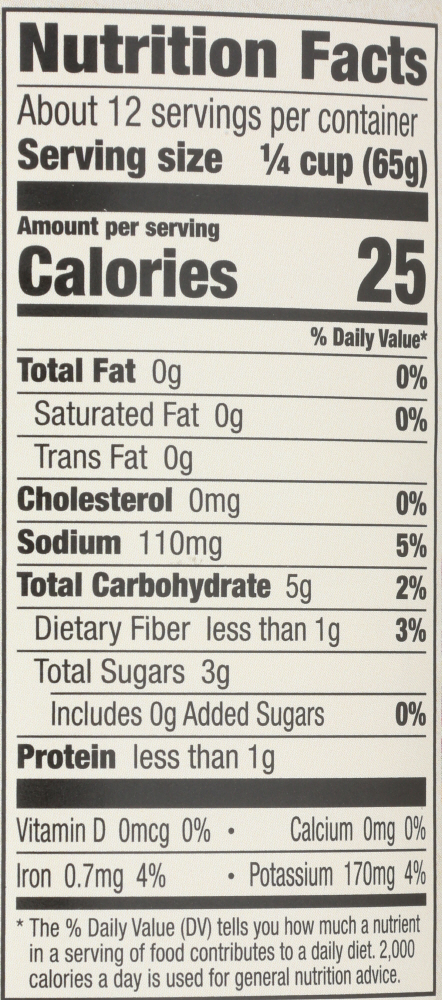 Nutrition Facts
About 12 servings per container
Serving size ¼ cup (65g)
Amount per serving
Calories 25
% Daily Value*
Total Fat 0g 0%
Saturated Fat 0g 0%
Trans Fat 0g
Cholesterol 0mg 0%
Sodium 110mg 5%
Total Carbohydrate 5g 2%
Dietary Fiber less than 1g 3%
Total Sugars 3g
Includes 0g Added Sugars 0%
Protein less than 1g
Vitamin D 0mcg 0% • Calcium 0mg 0%
Iron 0.7mg 4% • Potassium 170mg 4%
* The % Daily Value (DV) tells you how much a nutrient
in a serving of food contributes to a daily diet. 2,000
calories a day is used for general nutrition advice.